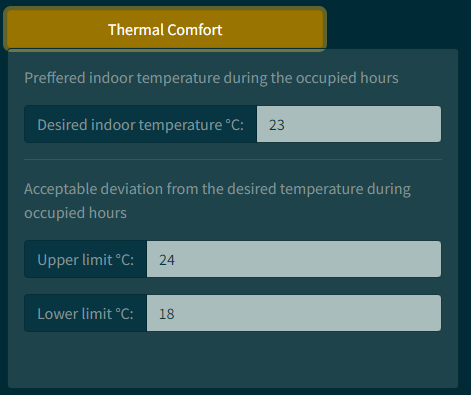 Thermal Comfort
Preffered indoor temperature during the occupied hours
Desired indoor temperature °C: 23
Acceptable deviation from the desired temperature during
occupied hours
Upper limit °C: 24
Lower limit °C: 18